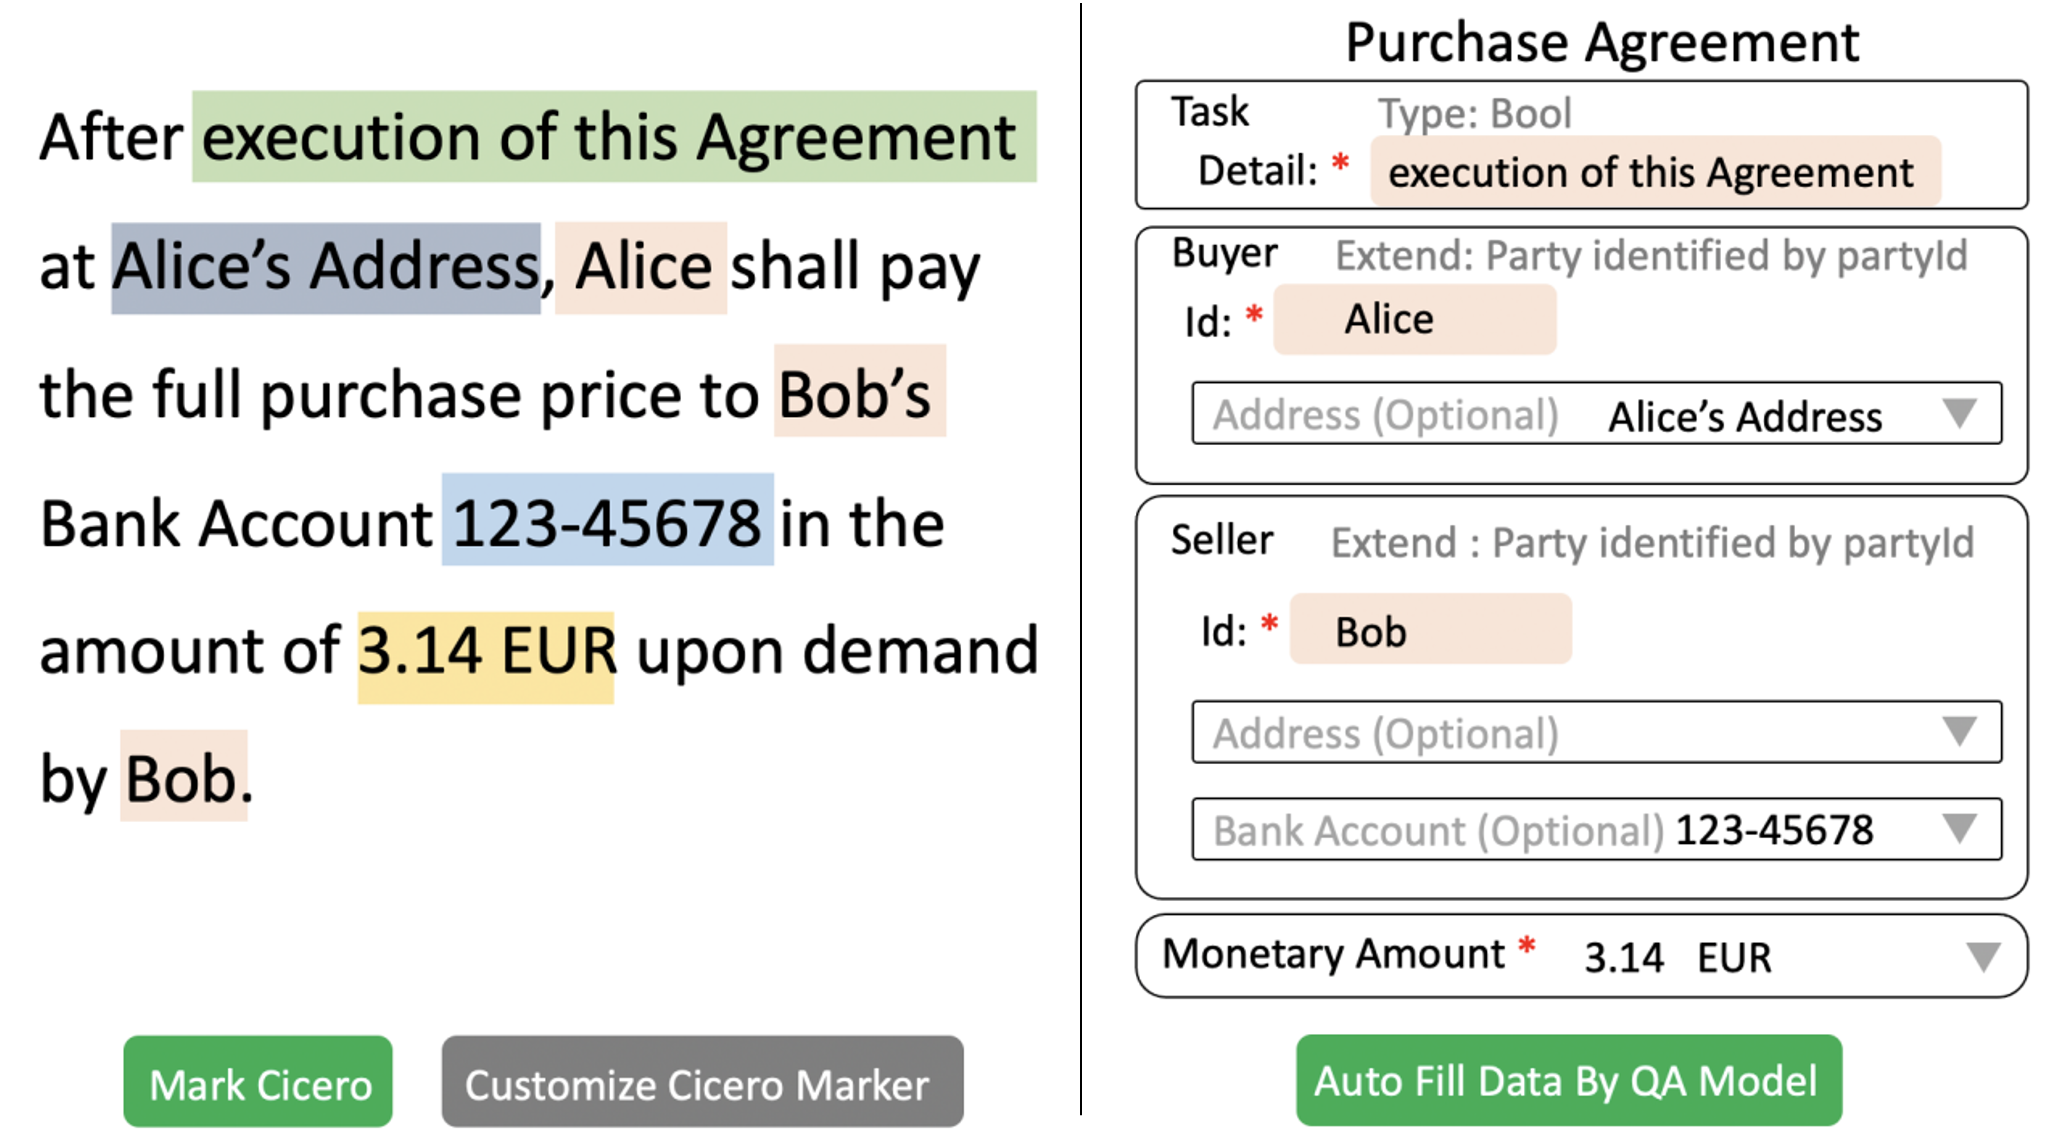 After execution of this Agreement
at Alice’s Address, Alice shall pay
the full purchase price to Bob’s
Bank Account 123-45678 in the
amount of 3.14 EUR upon demand
by Bob.
Mark Cicero
Customize Cicero Marker
Purchase Agreement
Task Type: Bool
Detail: * execution of this Agreement
Buyer Extend: Party identified by partyId
Id: * Alice
Address (Optional) Alice’s Address
Seller Extend : Party identified by partyId
Id: * Bob
Address (Optional)
Bank Account (Optional) 123-45678
Monetary Amount * 3.14 EUR
Auto Fill Data By QA Model